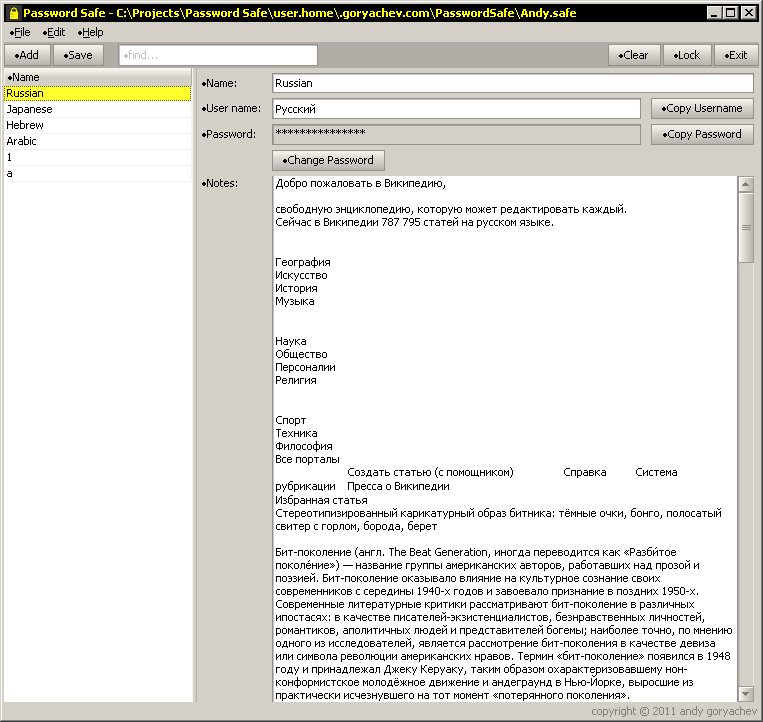 Password Safe - C:\Projects\Password Safe\user.home\.goryachev.com\PasswordSafe\Andy.safe
•File •Edit •Help
•Add •Save •find... •Clear •Lock •Exit
•Name
Russian
Japanese
Hebrew
Arabic
1
a
•Name: Russian
•User name: Русский •Copy Username
•Password: *************** •Copy Password
•Change Password
•Notes:
Добро пожаловать в Википедию,
свободную энциклопедию, которую может редактировать каждый.
Сейчас в Википедии 787 795 статей на русском языке.
География
Искусство
История
Музыка
Наука
Общество
Персоналии
Религия
Спорт
Техника
Философия
Все порталы
Создать статью (с помощником) Справка Система
рубрикации Пресса о Википедии
Избранная статья
Стереотипизированный карикатурный образ битника: тёмные очки, бонго, полосатый
свитер с горлом, борода, берет
Бит-поколение (англ. The Beat Generation, иногда переводится как «Разби́тое
поколе́ние») — название группы американских авторов, работавших над прозой и
поэзией. Бит-поколение оказывало влияние на культурное сознание своих
современников с середины 1940-х годов и завоевало признание в поздних 1950-х.
Современные литературные критики рассматривают бит-поколение в различных
ипостасях: в качестве писателей-экзистенциалистов, безнравственных личностей,
романтиков, аполитичных людей и представителей богемы; наиболее точно, по мнению
одного из исследователей, является рассмотрение бит-поколения в качестве девиза
или символа революции американских нравов. Термин «бит-поколение» появился в 1948
году и принадлежал Джеку Керуаку, таким образом охарактеризовавшему нон-
конформистское молодёжное движение и андеграунд в Нью-Йорке, выросшие из
практически исчезнувшего на тот момент «потерянного поколения».
copyright © 2011 andy goryachev